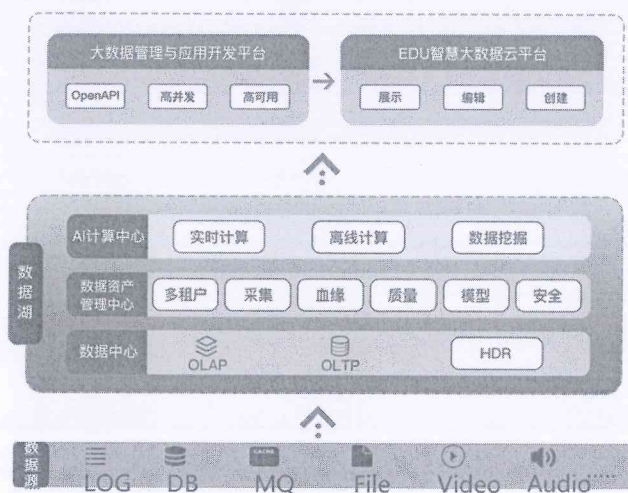 大数据管理与应用开发平台
OpenAPI 高并发 高可用
EDU智慧大数据云平台
展示 编辑 创建
数据湖
AI计算中心 实时计算 离线计算 数据挖掘
数据资产
管理中心
多租户 采集 血缘 质量 模型 安全
数据中心 OLAP OLTP HDR
数据源
CACHE
LOG DB MQ File Video Audio ······